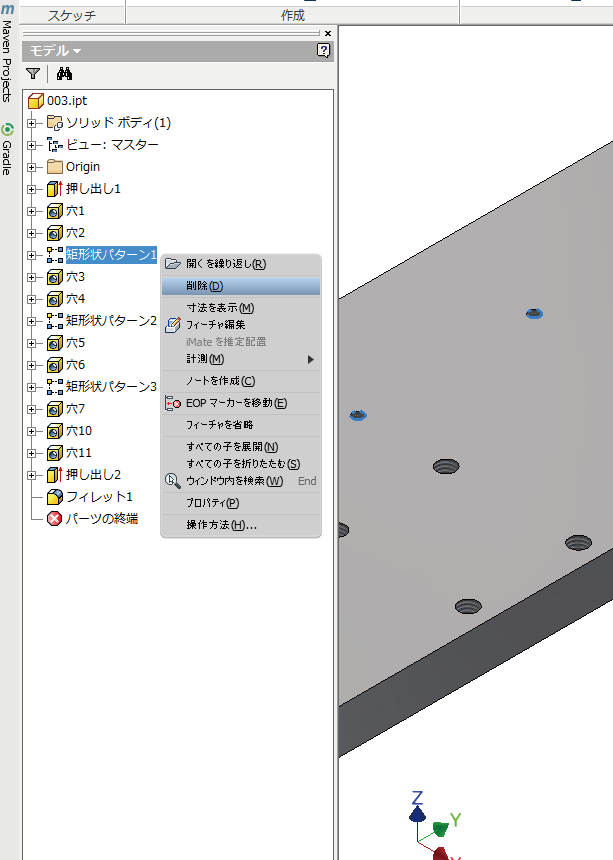 スケッチ
作成
m
Maven Projects
Gradle
モデル
?
003.ipt
ソリッド ボディ(1)
ビュー: マスター
Origin
押し出し1
穴1
穴2
矩形状パターン1
穴3
穴4
矩形状パターン2
穴5
穴6
矩形状パターン3
穴7
穴10
穴11
押し出し2
フィレット1
パーツの終端
開くを繰り返し(R)
削除(D)
寸法を表示(M)
フィーチャ編集
iMate を推定配置
計測(M)
ノートを作成(C)
EOP マーカーを移動(E)
フィーチャを省略
すべての子を展開(N)
すべての子を折りたたむ(S)
ウィンドウ内を検索(W) End
プロパティ(P)
操作方法(H)...
Z
Y